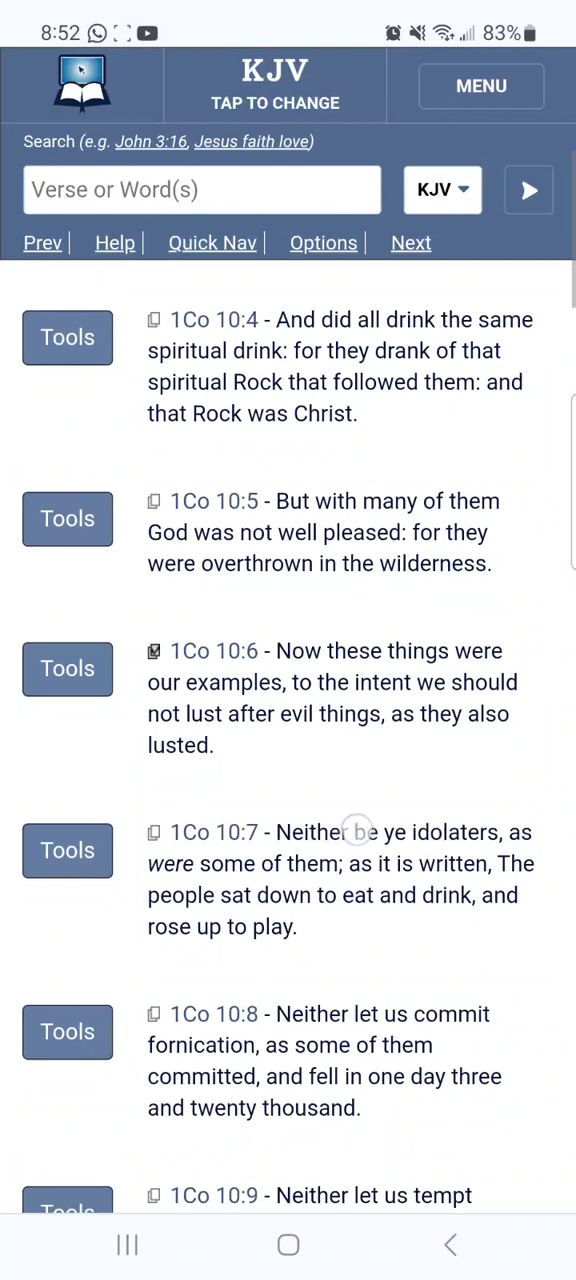 8:52 83%
KJV
TAP TO CHANGE
MENU
Search (e.g. John 3:16, Jesus faith love)
Verse or Word(s)
KJV
Prev| Help| Quick Nav| Options| Next
Tools
1Co 10:4 - And did all drink the same
spiritual drink: for they drank of that
spiritual Rock that followed them: and
that Rock was Christ.
Tools
1Co 10:5 - But with many of them
God was not well pleased: for they
were overthrown in the wilderness.
Tools
1Co 10:6 - Now these things were
our examples, to the intent we should
not lust after evil things, as they also
lusted.
Tools
1Co 10:7 - Neither be ye idolaters, as
were some of them; as it is written, The
people sat down to eat and drink, and
rose up to play.
Tools
1Co 10:8 - Neither let us commit
fornication, as some of them
committed, and fell in one day three
and twenty thousand.
Tools
1Co 10:9 - Neither let us tempt